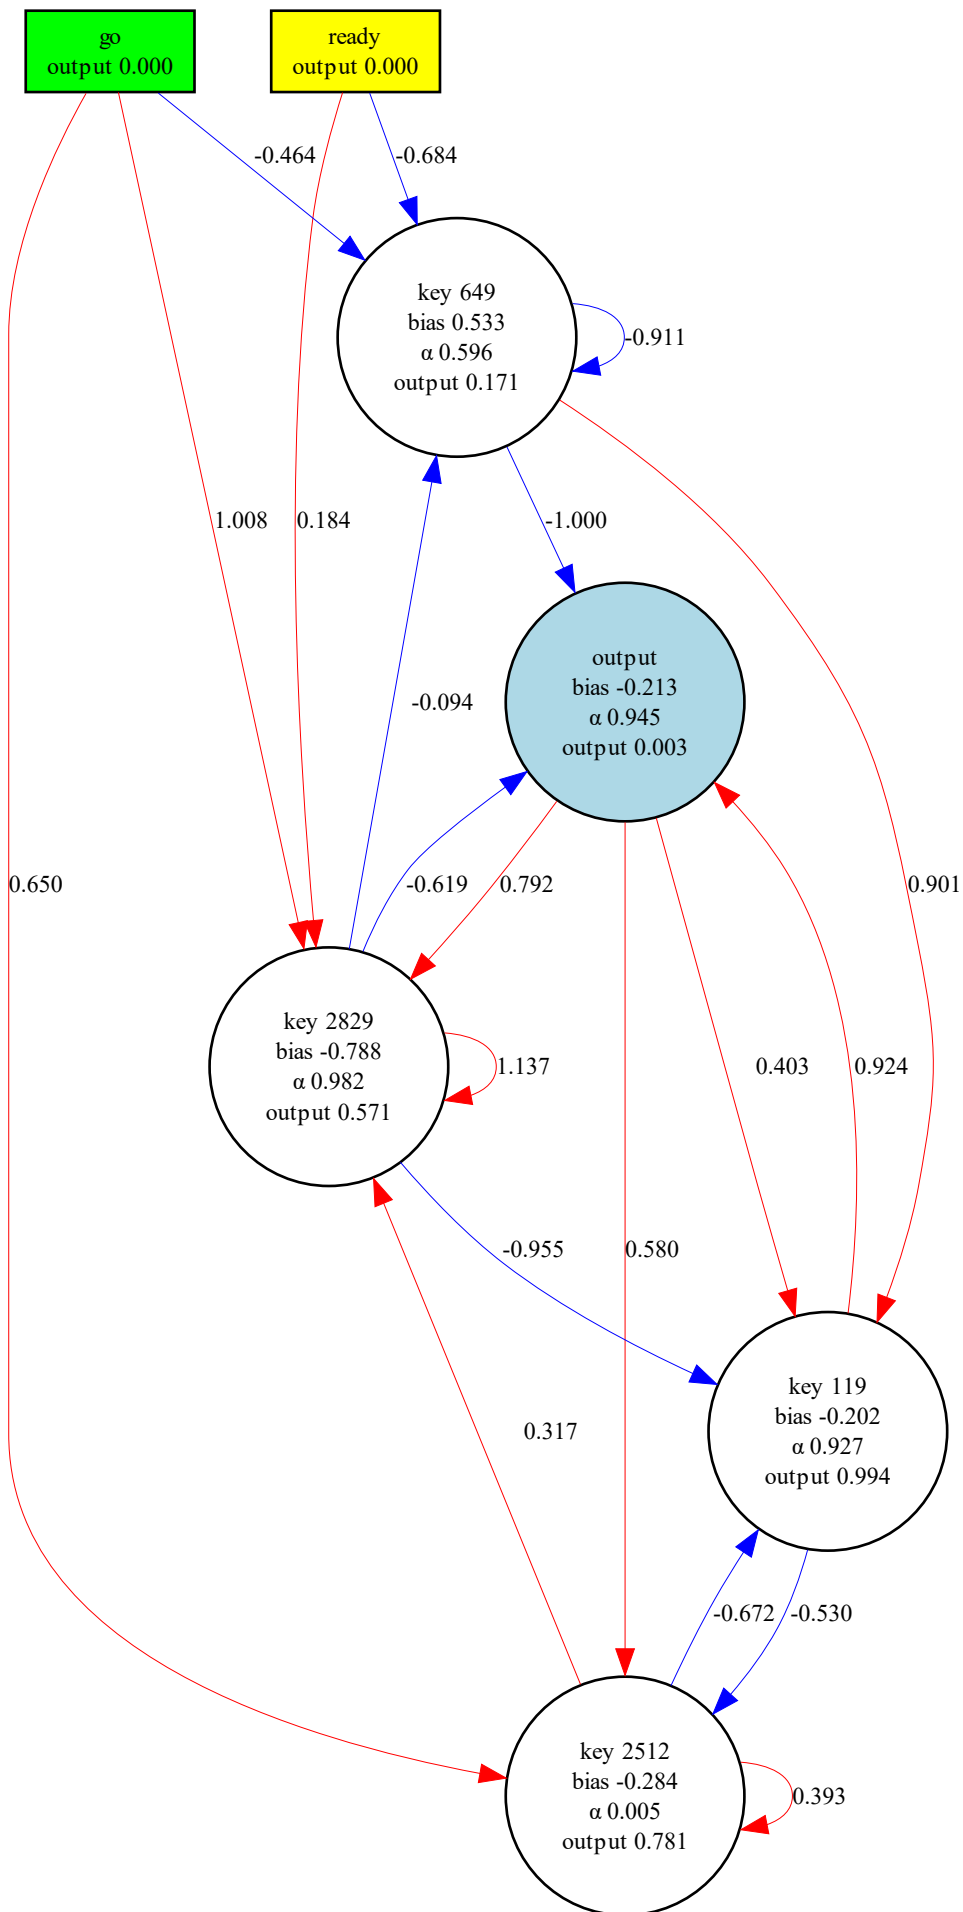 go
output 0.000
ready
output 0.000
-0.464
-0.684
key 649
bias 0.533
α 0.596
output 0.171
-0.911
1.008
0.184
-1.000
output
bias -0.213
α 0.945
output 0.003
-0.094
0.650
-0.619
0.792
0.901
key 2829
bias -0.788
α 0.982
output 0.571
1.137
0.403
0.924
-0.955
0.580
key 119
bias -0.202
α 0.927
output 0.994
0.317
-0.672
-0.530
key 2512
bias -0.284
α 0.005
output 0.781
0.393